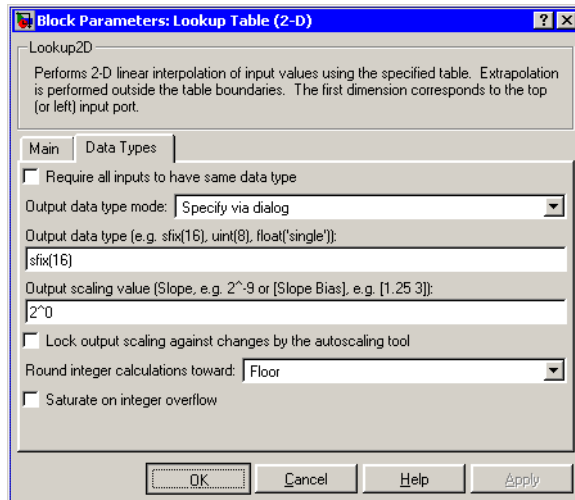 Block Parameters: Lookup Table (2-D)
Lookup2D
Performs 2-D linear interpolation of input values using the specified table. Extrapolation
is performed outside the table boundaries. The first dimension corresponds to the top
(or left) input port.
Main
Data Types
Require all inputs to have same data type
Output data type mode: Specify via dialog
Output data type (e.g. sfix(16), uint(8), float('single')):
sfix(16)
Output scaling value (Slope, e.g. 2^-9 or [Slope Bias], e.g. [1.25 3]):
2^0
Lock output scaling against changes by the autoscaling tool
Round integer calculations toward: Floor
Saturate on integer overflow
OK
Cancel
Help
Apply